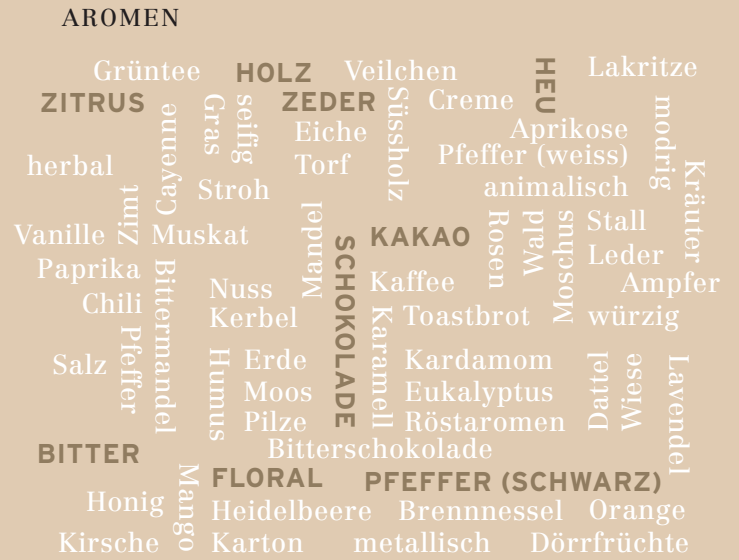 AROMEN
Grüntee HOLZ Veilchen HEU Lakritze
ZITRUS Cayenne Gras seifig ZEDER Süssholz Creme modrig
Eiche Aprikose
herbal Torf Pfeffer (weiss) Kräuter
Zimt Stroh animalisch
Vanille Muskat Mandel SCHOKOLADE KAKAO Rosen Wald Moschus Stall
Paprika Bittermandel Leder
Nuss Kaffee Ampfer
Chili Kerbel Karamell Toastbrot würzig
Pfeffer
Salz Humus Erde Kardamom Dattel Wiese Lavendel
Moos Eukalyptus
Pilze Röstaromen
BITTER Bitterschokolade
Mango FLORAL PFEFFER (SCHWARZ)
Honig Heidelbeere Brennnessel Orange
Kirsche Karton metallisch Dörrfrüchte